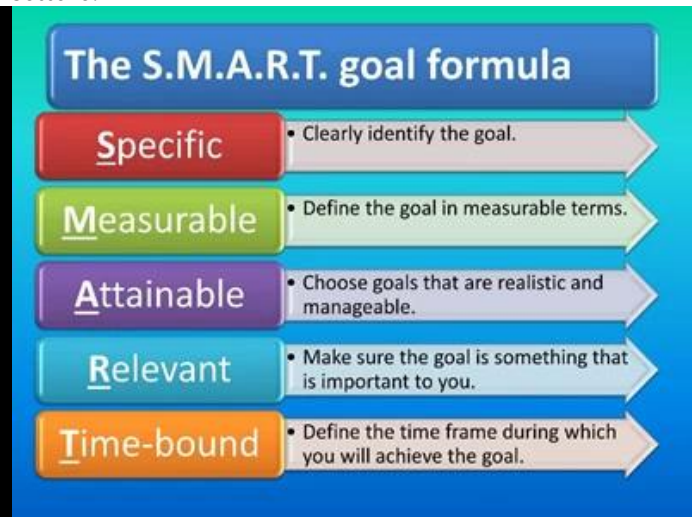 The S.M.A.R.T. goal formula
Specific
• Clearly identify the goal.
Measurable
• Define the goal in measurable terms.
Attainable
• Choose goals that are realistic and
manageable.
Relevant
• Make sure the goal is something that
is important to you.
Time-bound
• Define the time frame during which
you will achieve the goal.